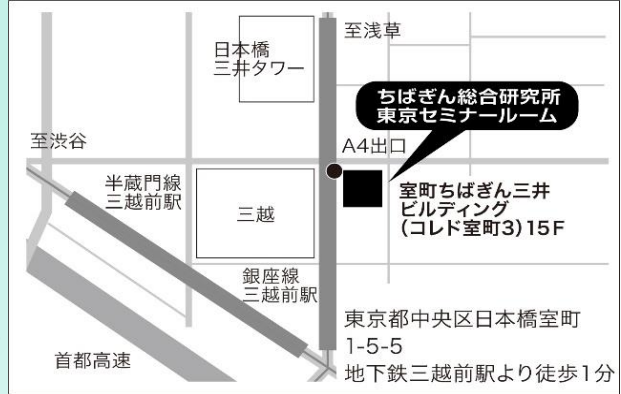 至浅草
日本橋
三井タワー
ちばぎん総合研究所
東京セミナールーム
至渋谷
A4出口
半蔵門線
三越前駅
三越
室町ちばぎん三井
ビルディング
(コレド室町3)15F
銀座線
三越前駅
東京都中央区日本橋室町
1-5-5
地下鉄三越前駅より徒歩1分
首都高速